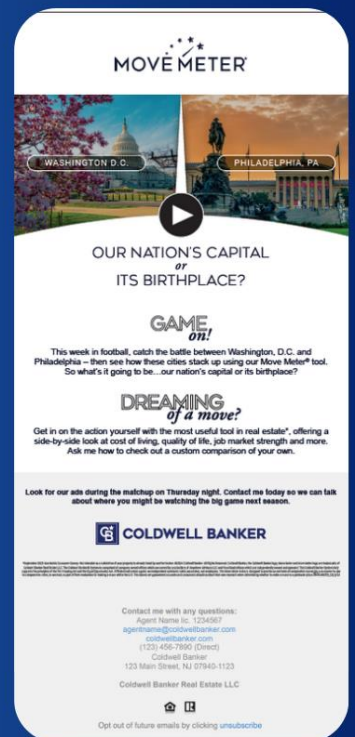 MOVE METER®
WASHINGTON D.C.
PHILADELPHIA, PA
OUR NATION'S CAPITAL
or
ITS BIRTHPLACE?
GAME
on!
This week in football, catch the battle between Washington, D.C. and
Philadelphia – then see how these cities stack up using our Move Meter® tool.
So what's it going to be…our nation's capital or its birthplace?
DREAMING
of a move?
Get in on the action yourself with the most useful tool in real estate*, offering a
side-by-side look at cost of living, quality of life, job market strength and more.
Ask me how to check out a custom comparison of your own.
Look for our ads during the matchup on Thursday night. Contact me today so we can talk
about where you might be watching the big game next season.
CB
COLDWELL BANKER
Contact me with any questions:
Agent Name lic. 1234567
agentname@coldwellbanker.com
coldwellbanker.com
(123) 456-7890 (Direct)
Coldwell Banker
123 Main Street, NJ 07940-1123
Coldwell Banker Real Estate LLC
Opt out of future emails by clicking unsubscribe